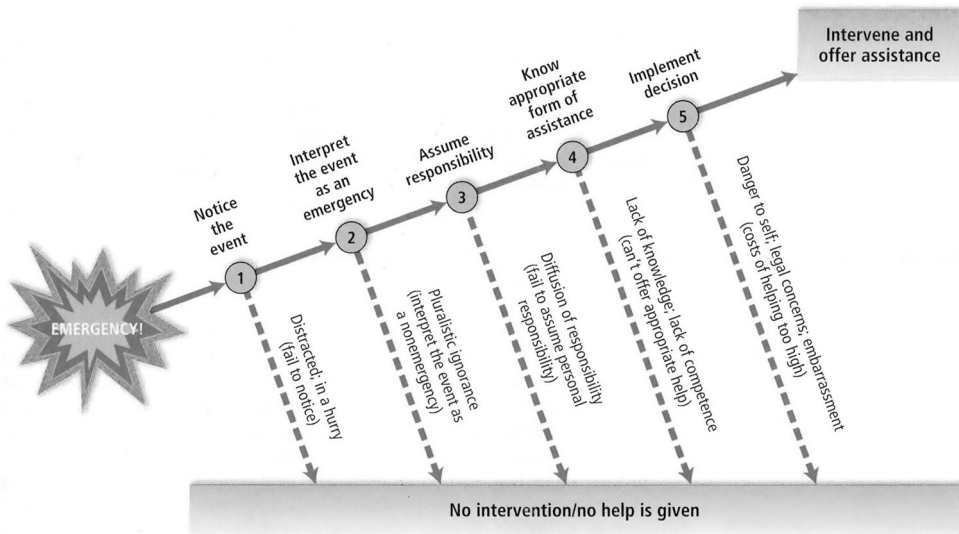 Intervene and
offer assistance
EMERGENCY!
Notice
the
event
1
Distracted; in a hurry
(fail to notice)
Interpret
the event
as an
emergency
2
Pluralistic ignorance
(interpret the event as
a nonemergency)
Assume
responsibility
3
Diffusion of responsibility
(fail to assume personal
responsibility)
Know
appropriate
form of
assistance
4
Lack of knowledge; lack of competence
(can't offer appropriate help)
Implement
decision
5
Danger to self; legal concerns; embarrassment
(costs of helping too high)
No intervention/no help is given